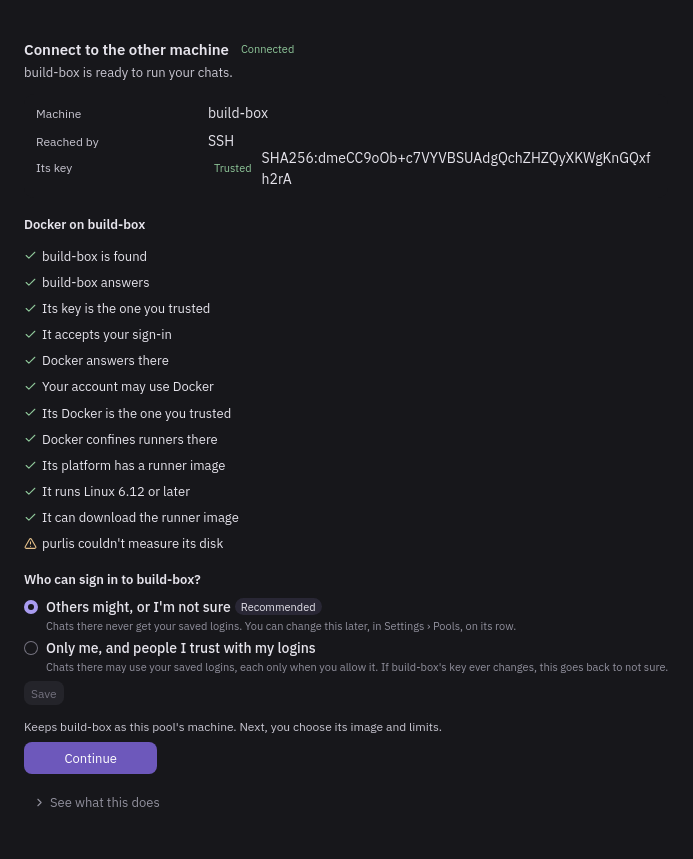 Connect to the other machine Connected
build-box is ready to run your chats.
Machine build-box
Reached by SSH
Its key Trusted SHA256:dmeCC9oOb+c7VYVBSUAdgQchZHZQyXKWgKnGQxf
h2rA
Docker on build-box
build-box is found
build-box answers
Its key is the one you trusted
It accepts your sign-in
Docker answers there
Your account may use Docker
Its Docker is the one you trusted
Docker confines runners there
Its platform has a runner image
It runs Linux 6.12 or later
It can download the runner image
purlis couldn't measure its disk
Who can sign in to build-box?
Others might, or I'm not sure Recommended
Chats there never get your saved logins. You can change this later, in Settings › Pools, on its row.
Only me, and people I trust with my logins
Chats there may use your saved logins, each only when you allow it. If build-box's key ever changes, this goes back to not sure.
Save
Keeps build-box as this pool's machine. Next, you choose its image and limits.
Continue
See what this does